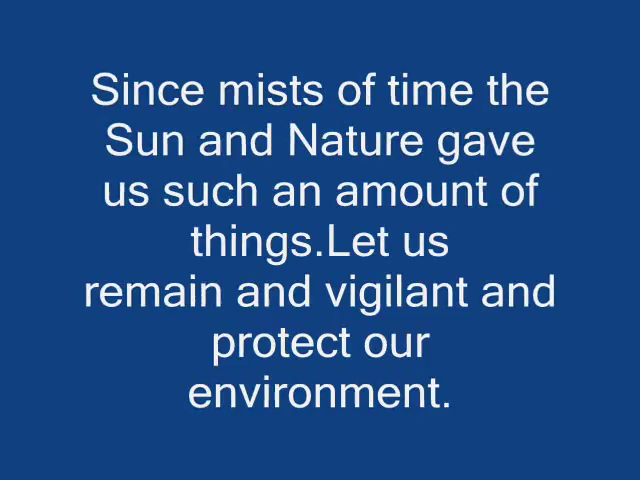 Since mists of time the
Sun and Nature gave
us such an amount of
things.Let us
remain and vigilant and
protect our
environment.